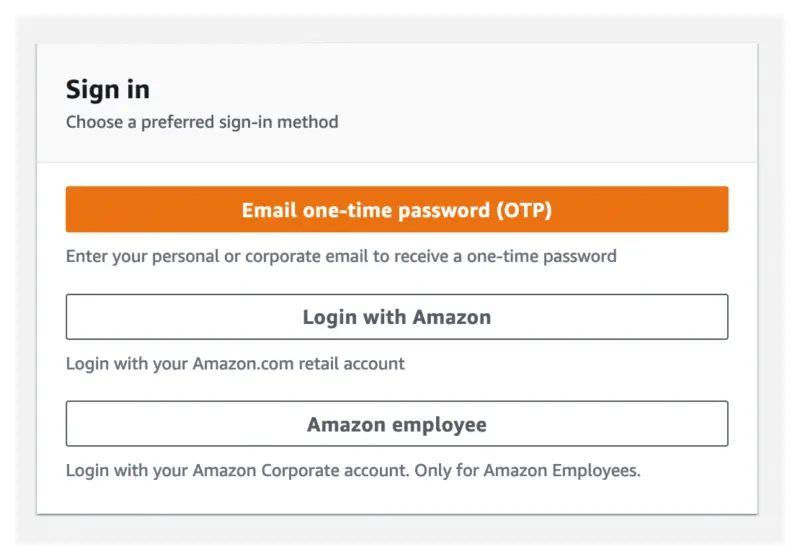 Sign in
Choose a preferred sign-in method
Email one-time password (OTP)
Enter your personal or corporate email to receive a one-time password
Login with Amazon
Login with your Amazon.com retail account
Amazon employee
Login with your Amazon Corporate account. Only for Amazon Employees.